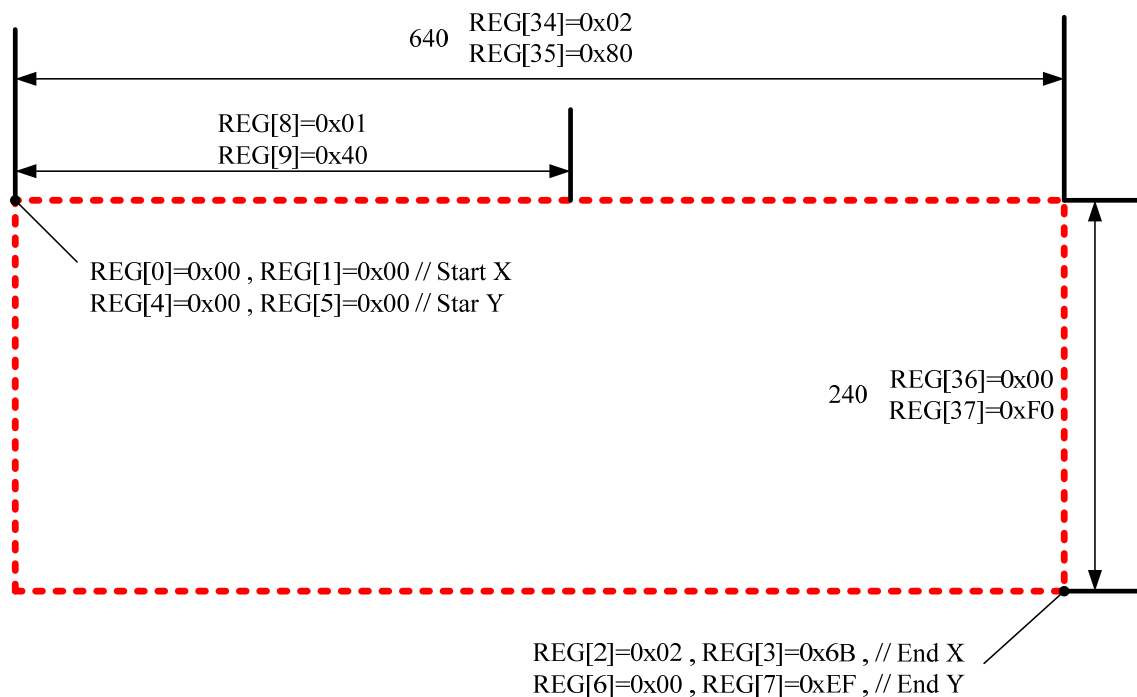 640
REG[34]=0x02
REG[35]=0x80
REG[8]=0x01
REG[9]=0x40
REG[0]=0x00 , REG[1]=0x00 // Start X
REG[4]=0x00 , REG[5]=0x00 // Star Y
240
REG[36]=0x00
REG[37]=0xF0
REG[2]=0x02 , REG[3]=0x6B , // End X
REG[6]=0x00 , REG[7]=0xEF , // End Y